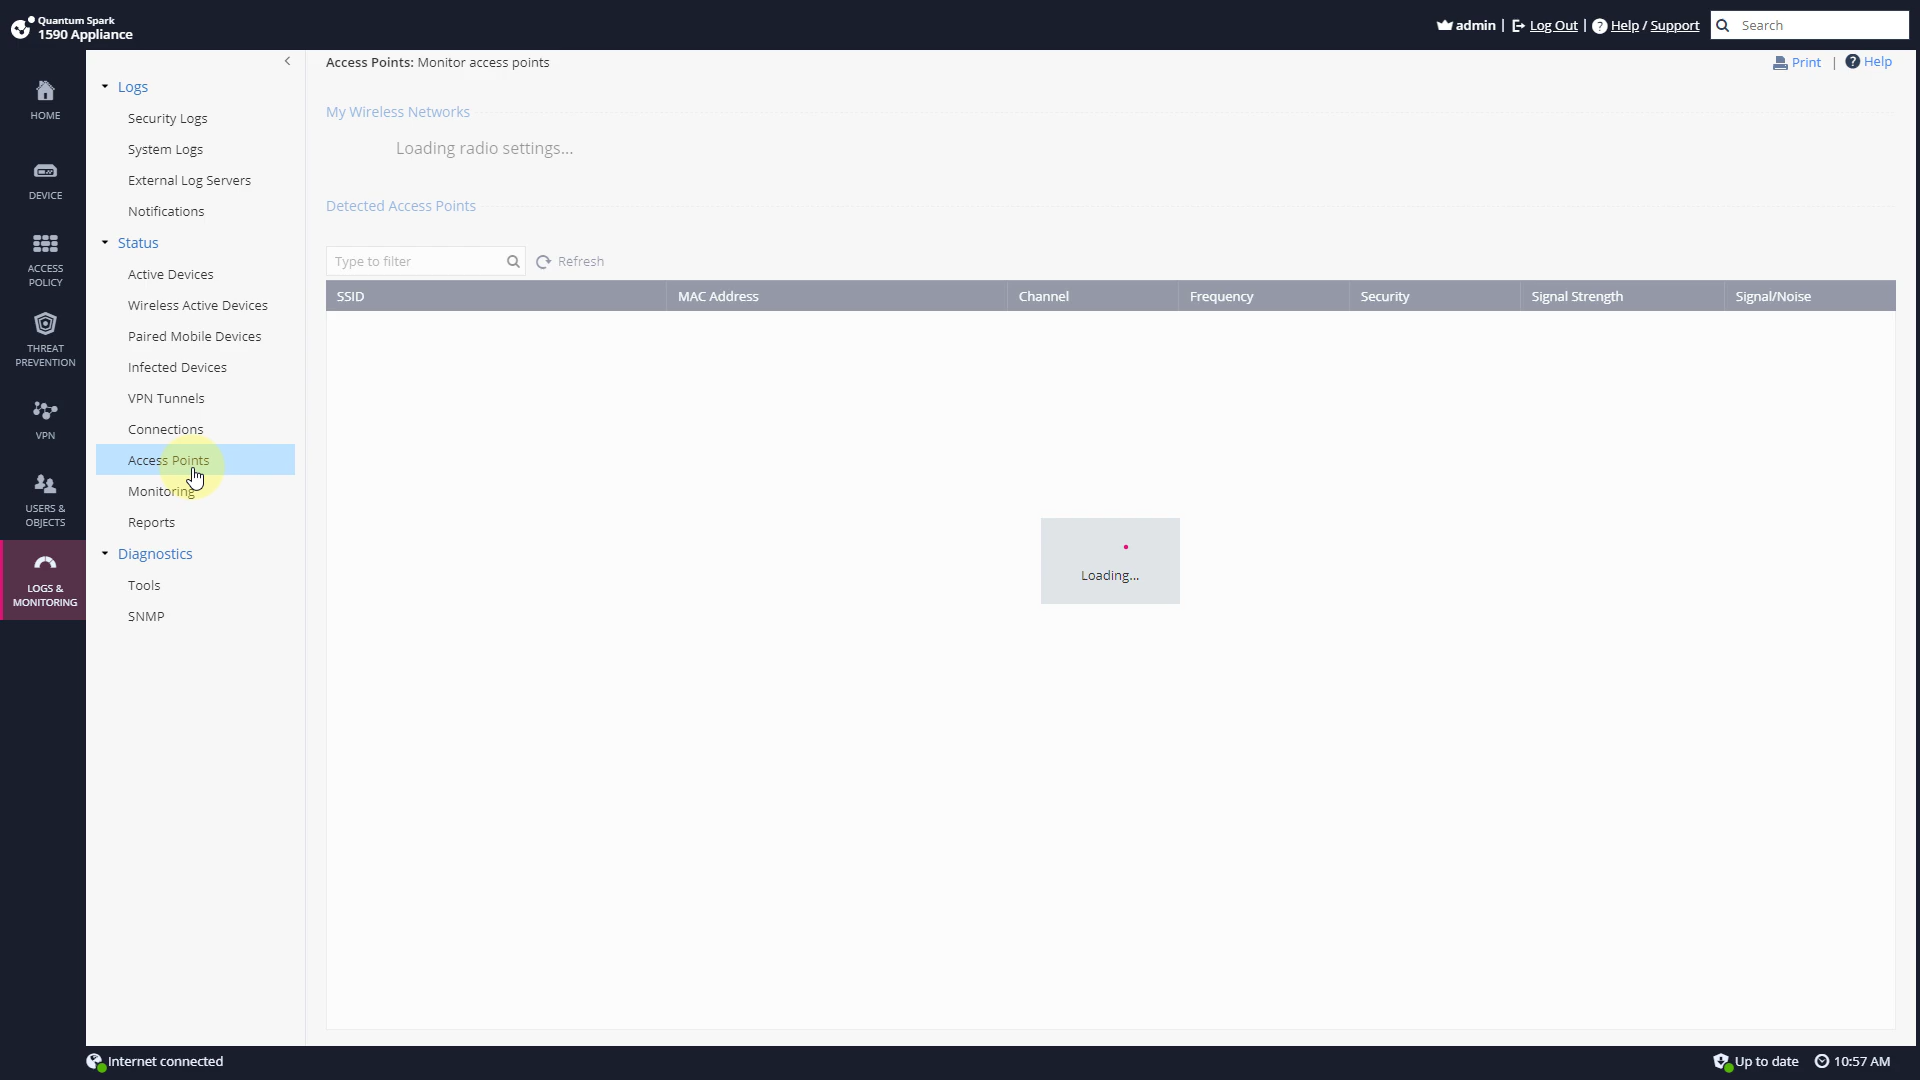 Quantum Spark
1590 Appliance
admin | Log Out | Help / Support
Search
HOME
DEVICE
ACCESS
POLICY
THREAT
PREVENTION
VPN
USERS &
OBJECTS
LOGS &
MONITORING
Logs
Security Logs
System Logs
External Log Servers
Notifications
Status
Active Devices
Wireless Active Devices
Paired Mobile Devices
Infected Devices
VPN Tunnels
Connections
Access Points
Monitoring
Reports
Diagnostics
Tools
SNMP
Access Points: Monitor access points
Print | Help
My Wireless Networks
Loading radio settings...
Detected Access Points
Type to filter
Refresh
SSID MAC Address Channel Frequency Security Signal Strength Signal/Noise
Loading...
Internet connected
Up to date 10:57 AM